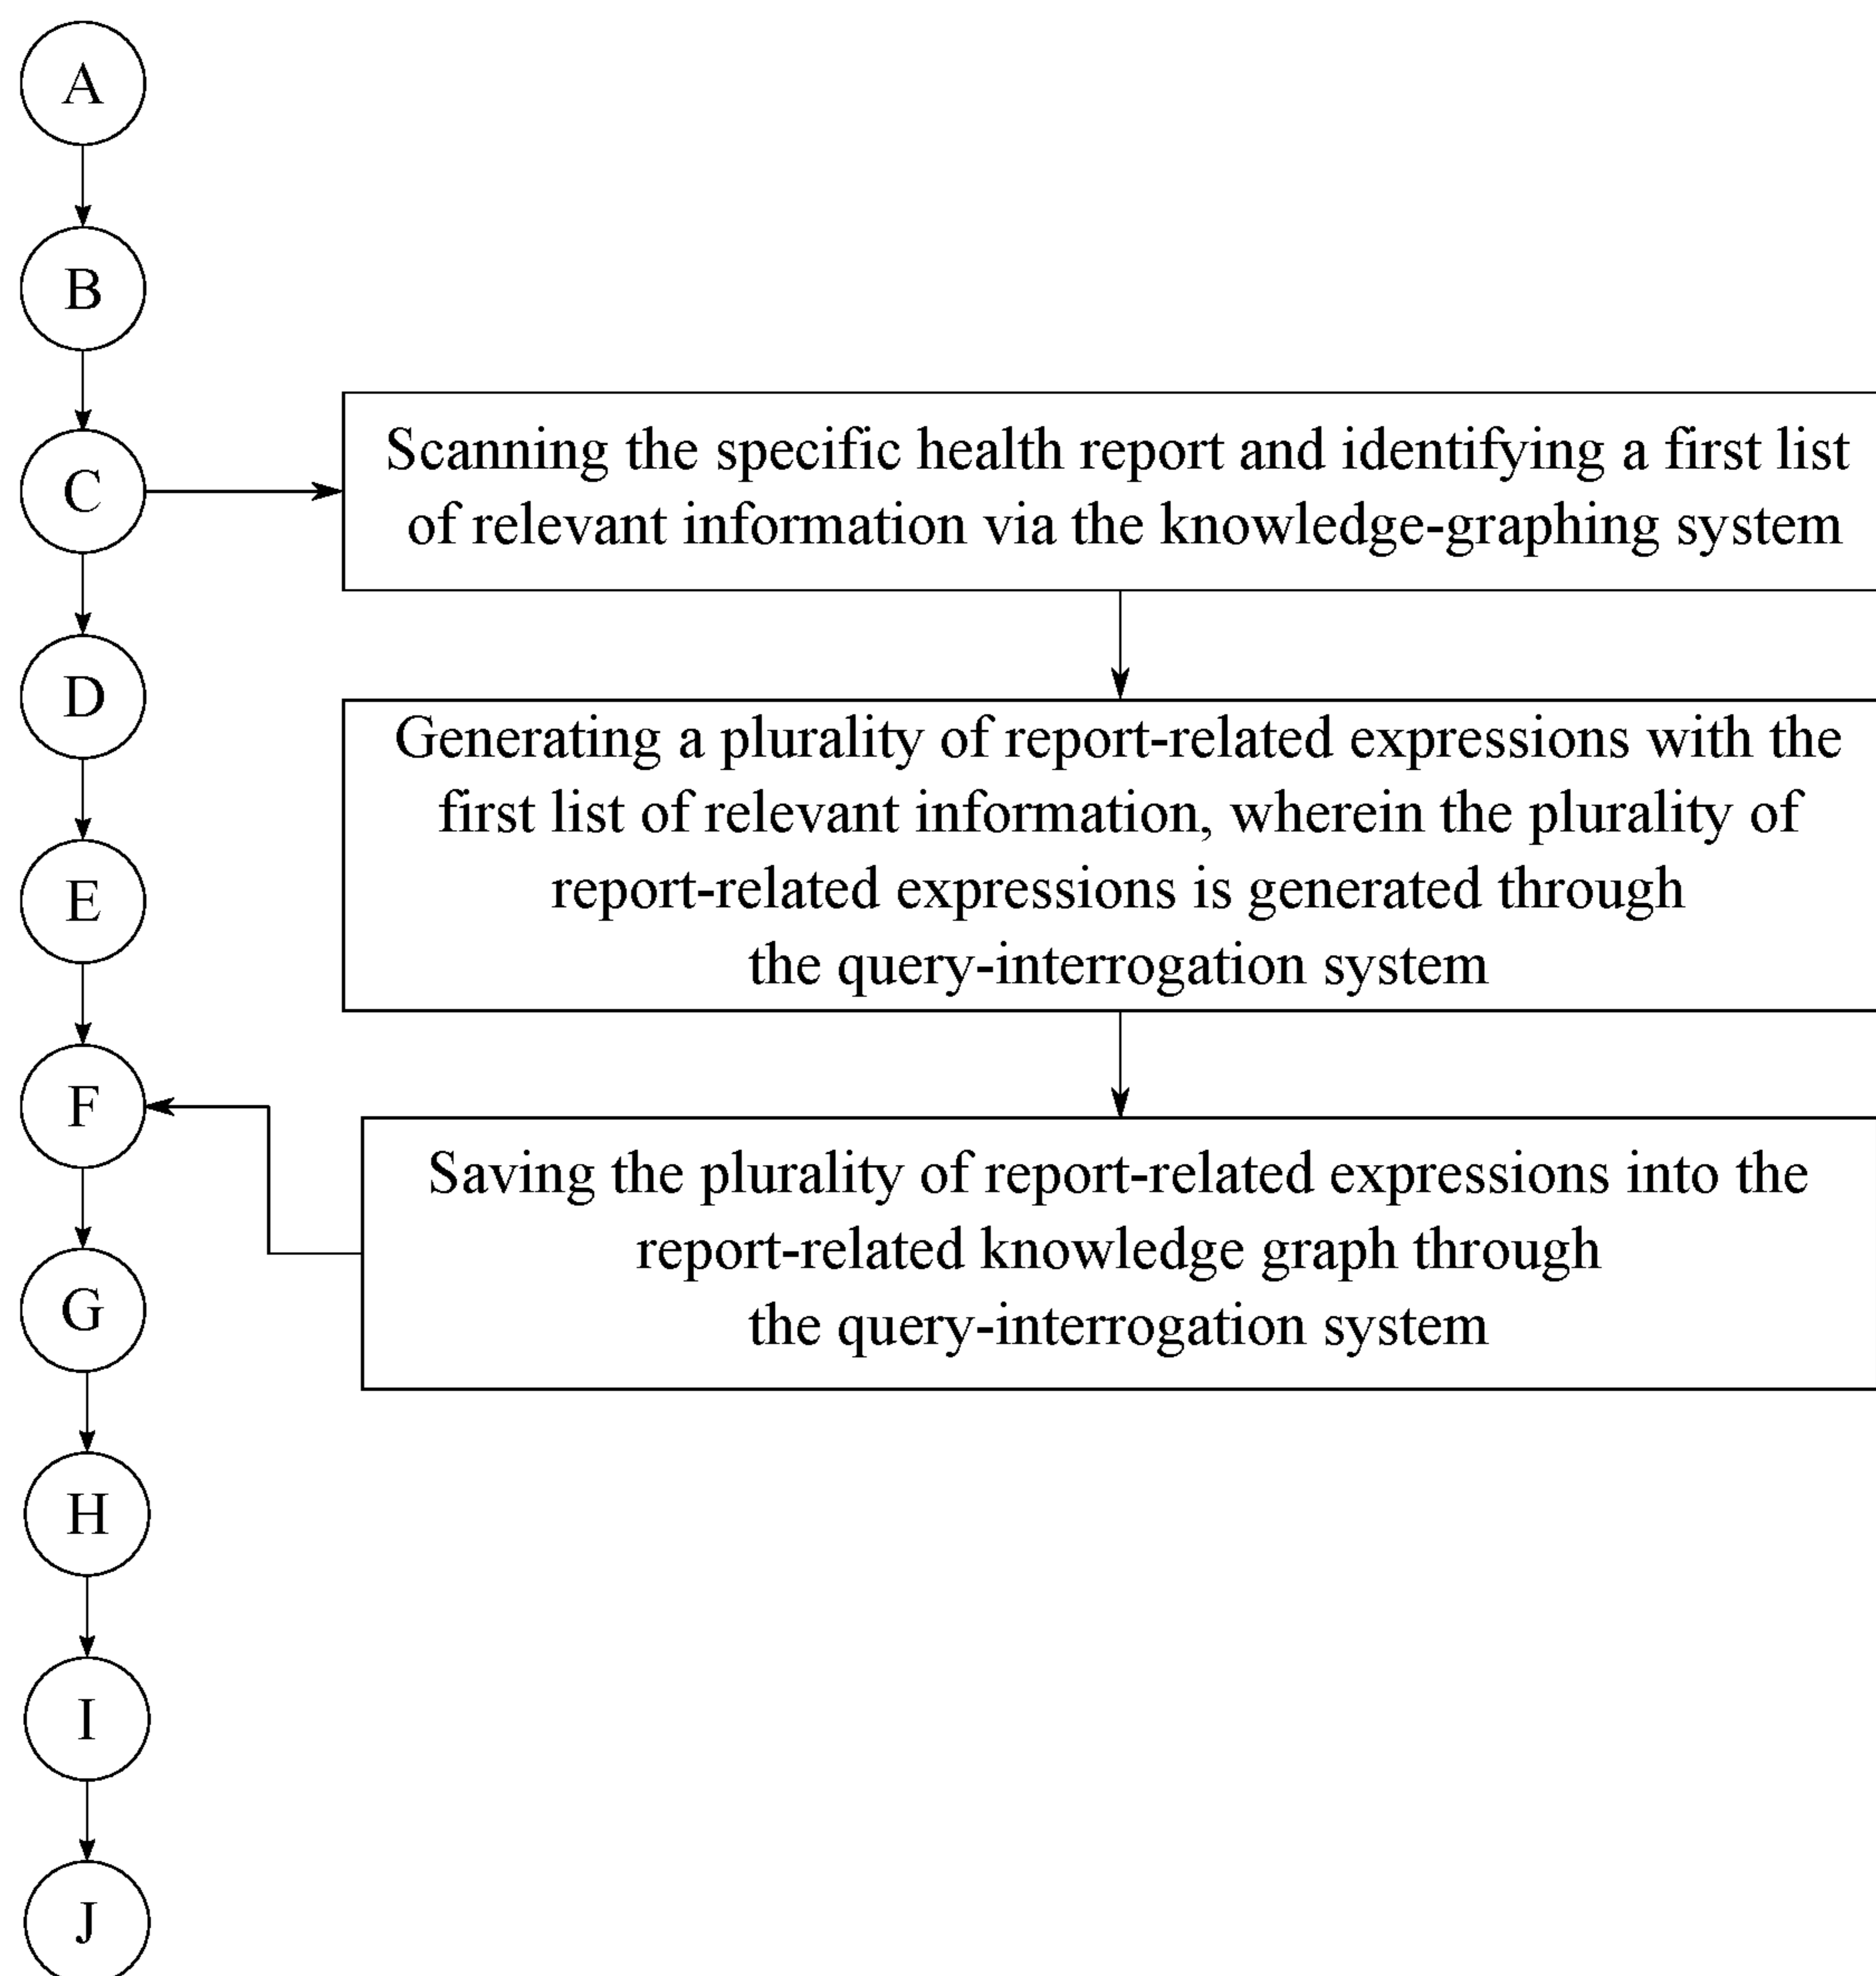 A
B
C
Scanning the specific health report and identifying a first list
of relevant information via the knowledge-graphing system
D
Generating a plurality of report-related expressions with the
first list of relevant information, wherein the plurality of
report-related expressions is generated through
the query-interrogation system
E
F
Saving the plurality of report-related expressions into the
report-related knowledge graph through
the query-interrogation system
G
H
I
J